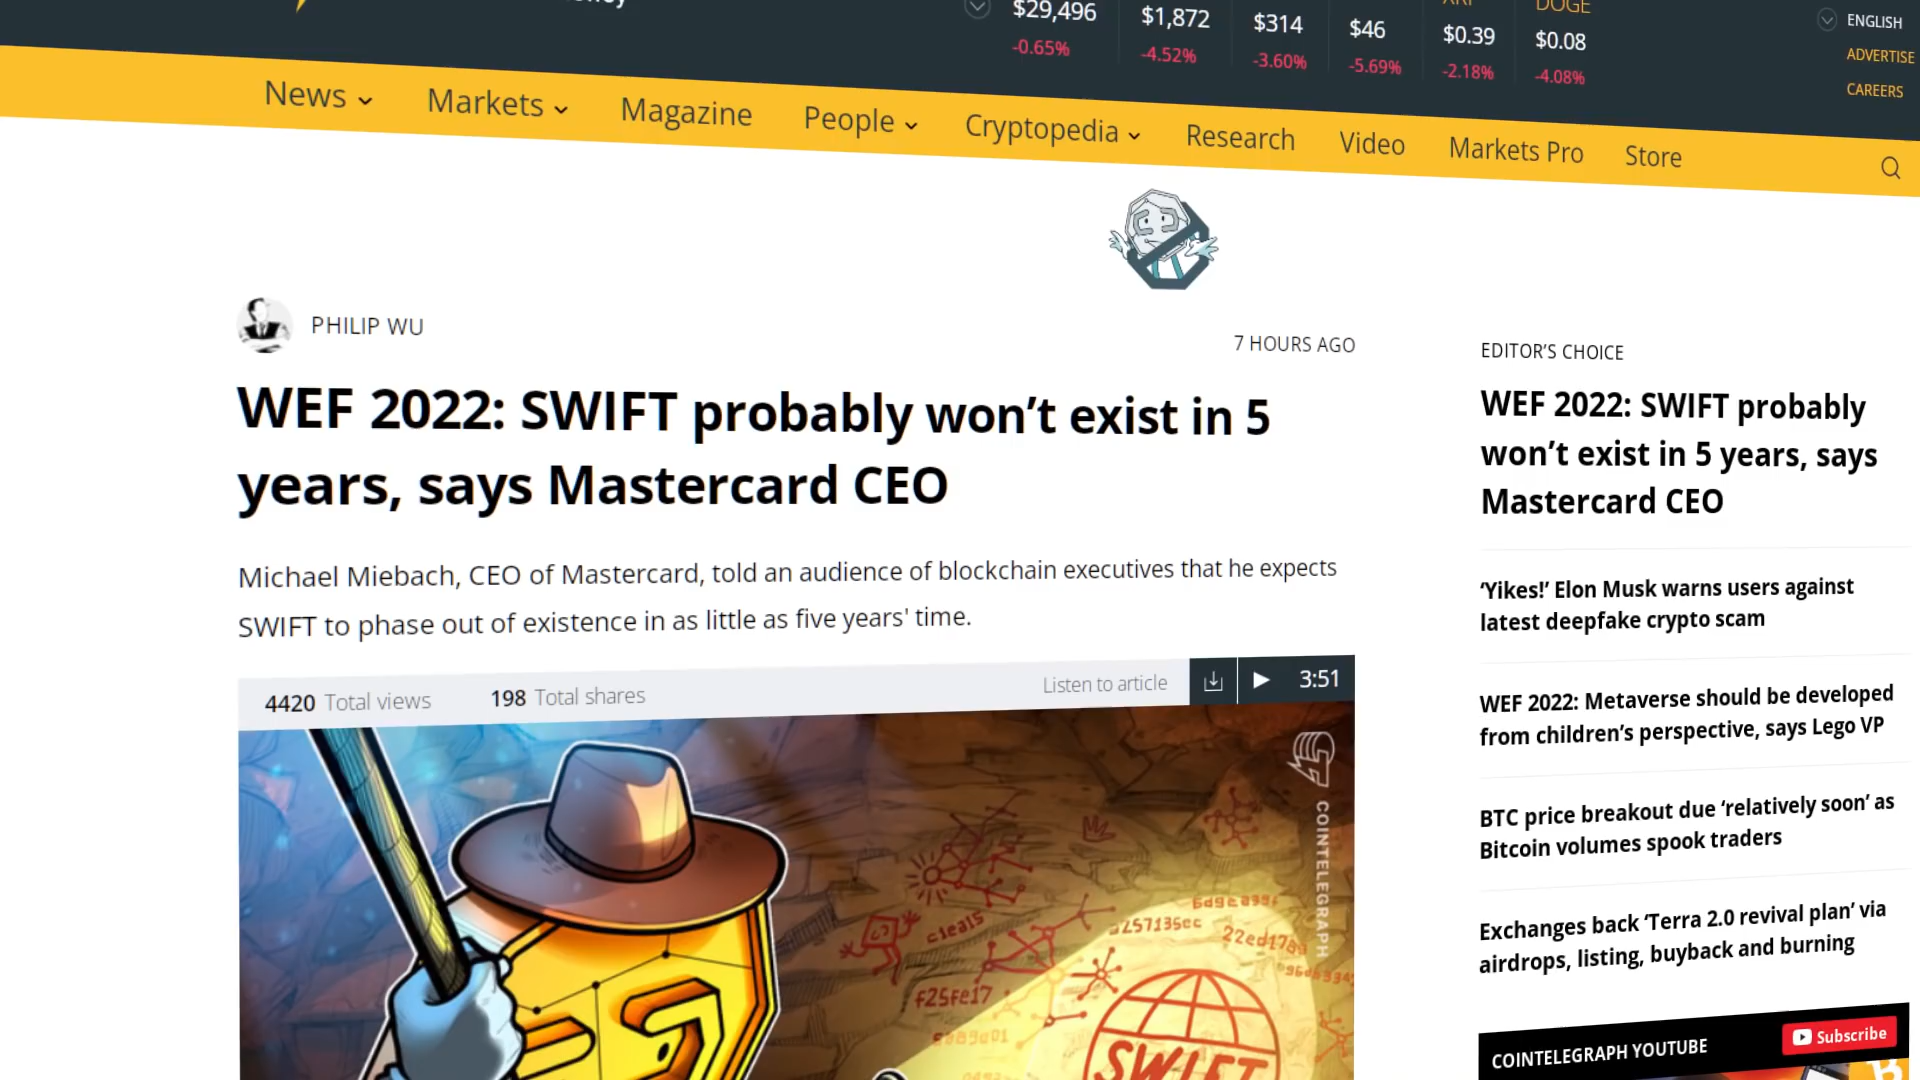 $29,496
$1,872
$314
$46
$0.39
DOGE
$0.08
-0.65%
-4.52%
-3.60%
-5.69%
-2.18%
-4.08%
ENGLISH
ADVERTISE
CAREERS
News
Markets
Magazine
People
Cryptopedia
Research
Video
Markets Pro
Store
PHILIP WU
7 HOURS AGO
WEF 2022: SWIFT probably won’t exist in 5
years, says Mastercard CEO
Michael Miebach, CEO of Mastercard, told an audience of blockchain executives that he expects
SWIFT to phase out of existence in as little as five years' time.
4420 Total views
198 Total shares
Listen to article
3:51
COINTELEGRAPH
c1ea15
3257135ec
22ed178a
f25fe17
SWIFT
EDITOR’S CHOICE
WEF 2022: SWIFT probably
won’t exist in 5 years, says
Mastercard CEO
‘Yikes!’ Elon Musk warns users against
latest deepfake crypto scam
WEF 2022: Metaverse should be developed
from children’s perspective, says Lego VP
BTC price breakout due ‘relatively soon’ as
Bitcoin volumes spook traders
Exchanges back ‘Terra 2.0 revival plan’ via
airdrops, listing, buyback and burning
COINTELEGRAPH YOUTUBE
Subscribe